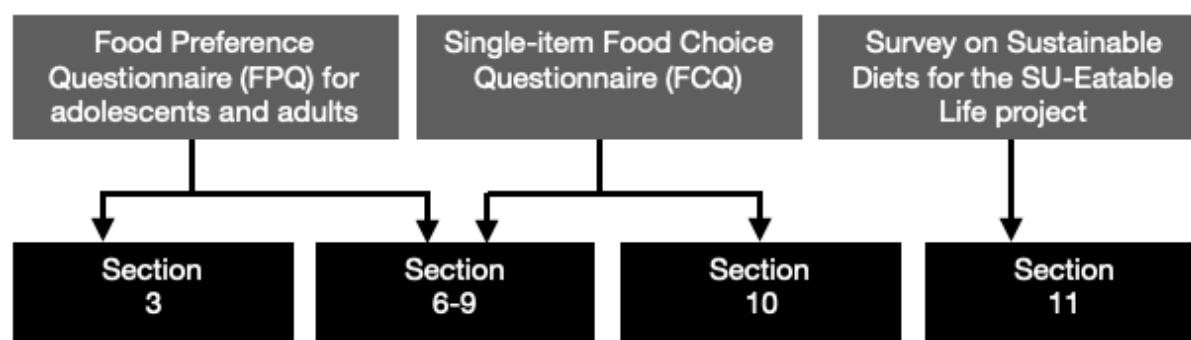 Food Preference
Questionnaire (FPQ) for
adolescents and adults
Single-item Food Choice
Questionnaire (FCQ)
Survey on Sustainable
Diets for the SU-Eatable
Life project
Section
3
Section
6-9
Section
10
Section
11